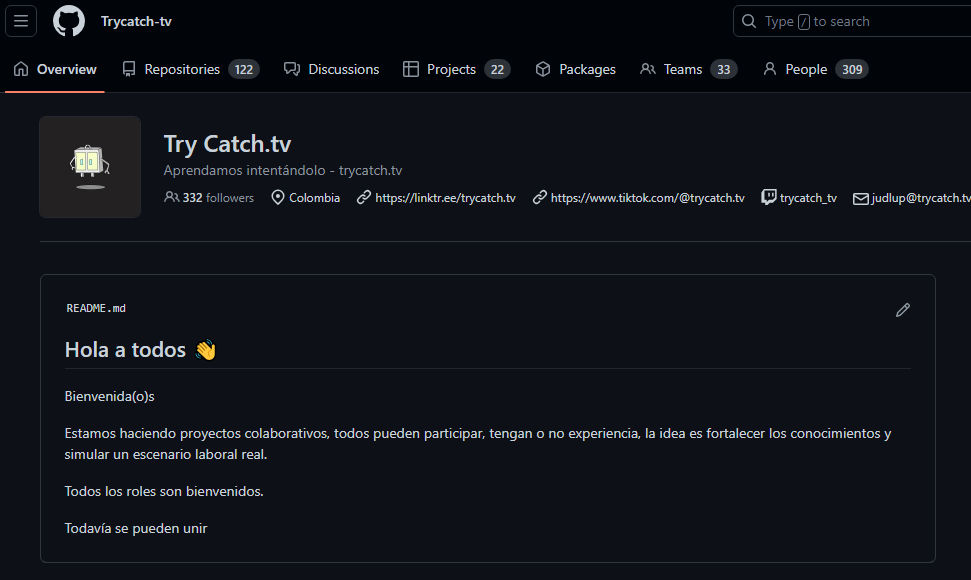 Trycatch-tv
Type / to search
Overview Repositories 122 Discussions Projects 22 Packages Teams 33 People 309
Try Catch.tv
Aprendamos intentándolo - trycatch.tv
332 followers Colombia https://linktr.ee/trycatch.tv https://www.tiktok.com/@trycatch.tv trycatch_tv judlup@trycatch.tv
README.md
Hola a todos 👋
Bienvenida(o)s
Estamos haciendo proyectos colaborativos, todos pueden participar, tengan o no experiencia, la idea es fortalecer los conocimientos y
simular un escenario laboral real.
Todos los roles son bienvenidos.
Todavía se pueden unir